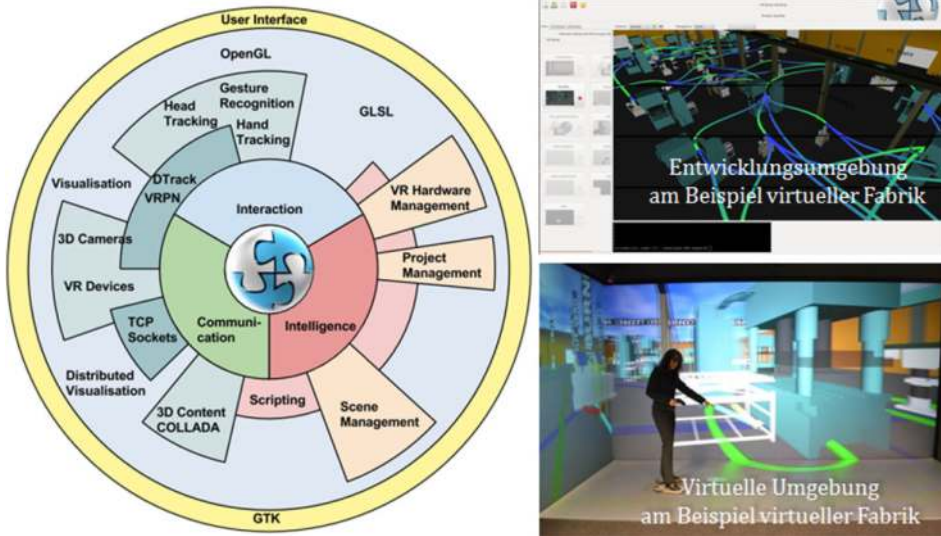 User Interface
OpenGL
Gesture
Recognition
Head
Tracking
Hand
Tracking
GLSL
Visualisation
DTrack
VRPN
Interaction
VR Hardware
Management
3D Cameras
VR Devices
Project
Management
TCP
Sockets
Communi-
cation
Intelligence
Distributed
Visualisation
3D Content
COLLADA
Scripting
Scene
Management
GTK
Entwicklungsumgebung
am Beispiel virtueller Fabrik
Virtuelle Umgebung
am Beispiel virtueller Fabrik